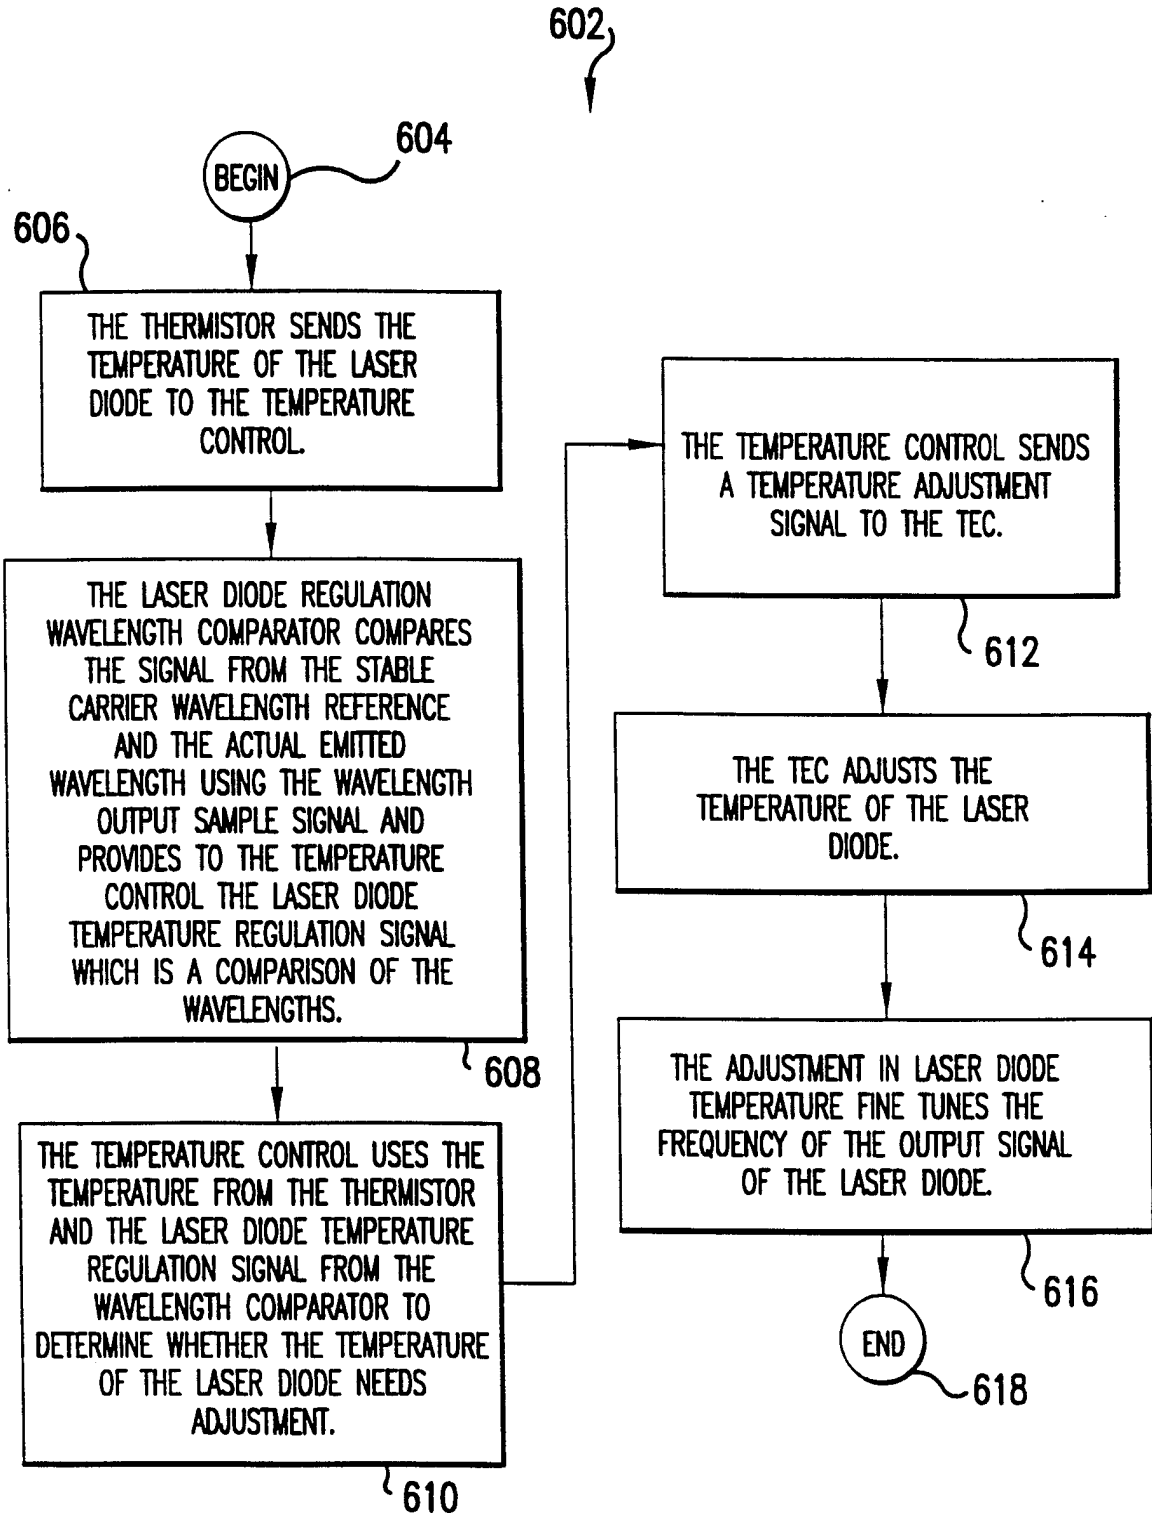 602
604
BEGIN
606
THE THERMISTOR SENDS THE
TEMPERATURE OF THE LASER
DIODE TO THE TEMPERATURE
CONTROL.
THE LASER DIODE REGULATION
WAVELENGTH COMPARATOR COMPARES
THE SIGNAL FROM THE STABLE
CARRIER WAVELENGTH REFERENCE
AND THE ACTUAL EMITTED
WAVELENGTH USING THE WAVELENGTH
OUTPUT SAMPLE SIGNAL AND
PROVIDES TO THE TEMPERATURE
CONTROL THE LASER DIODE
TEMPERATURE REGULATION SIGNAL
WHICH IS A COMPARISON OF THE
WAVELENGTHS.
608
THE TEMPERATURE CONTROL USES THE
TEMPERATURE FROM THE THERMISTOR
AND THE LASER DIODE TEMPERATURE
REGULATION SIGNAL FROM THE
WAVELENGTH COMPARATOR TO
DETERMINE WHETHER THE TEMPERATURE
OF THE LASER DIODE NEEDS
ADJUSTMENT.
610
THE TEMPERATURE CONTROL SENDS
A TEMPERATURE ADJUSTMENT
SIGNAL TO THE TEC.
612
THE TEC ADJUSTS THE
TEMPERATURE OF THE LASER
DIODE.
614
THE ADJUSTMENT IN LASER DIODE
TEMPERATURE FINE TUNES THE
FREQUENCY OF THE OUTPUT SIGNAL
OF THE LASER DIODE.
616
END
618